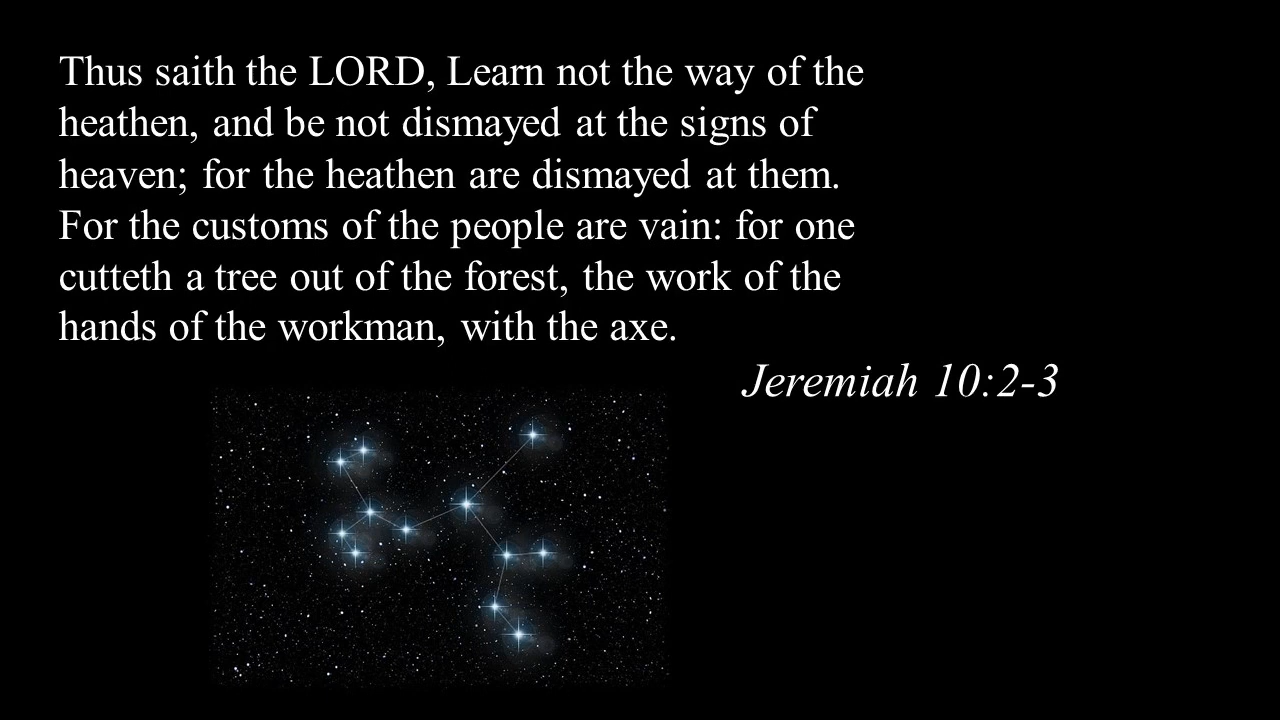 Thus saith the LORD, Learn not the way of the
heathen, and be not dismayed at the signs of
heaven; for the heathen are dismayed at them.
For the customs of the people are vain: for one
cutteth a tree out of the forest, the work of the
hands of the workman, with the axe.
Jeremiah 10:2-3